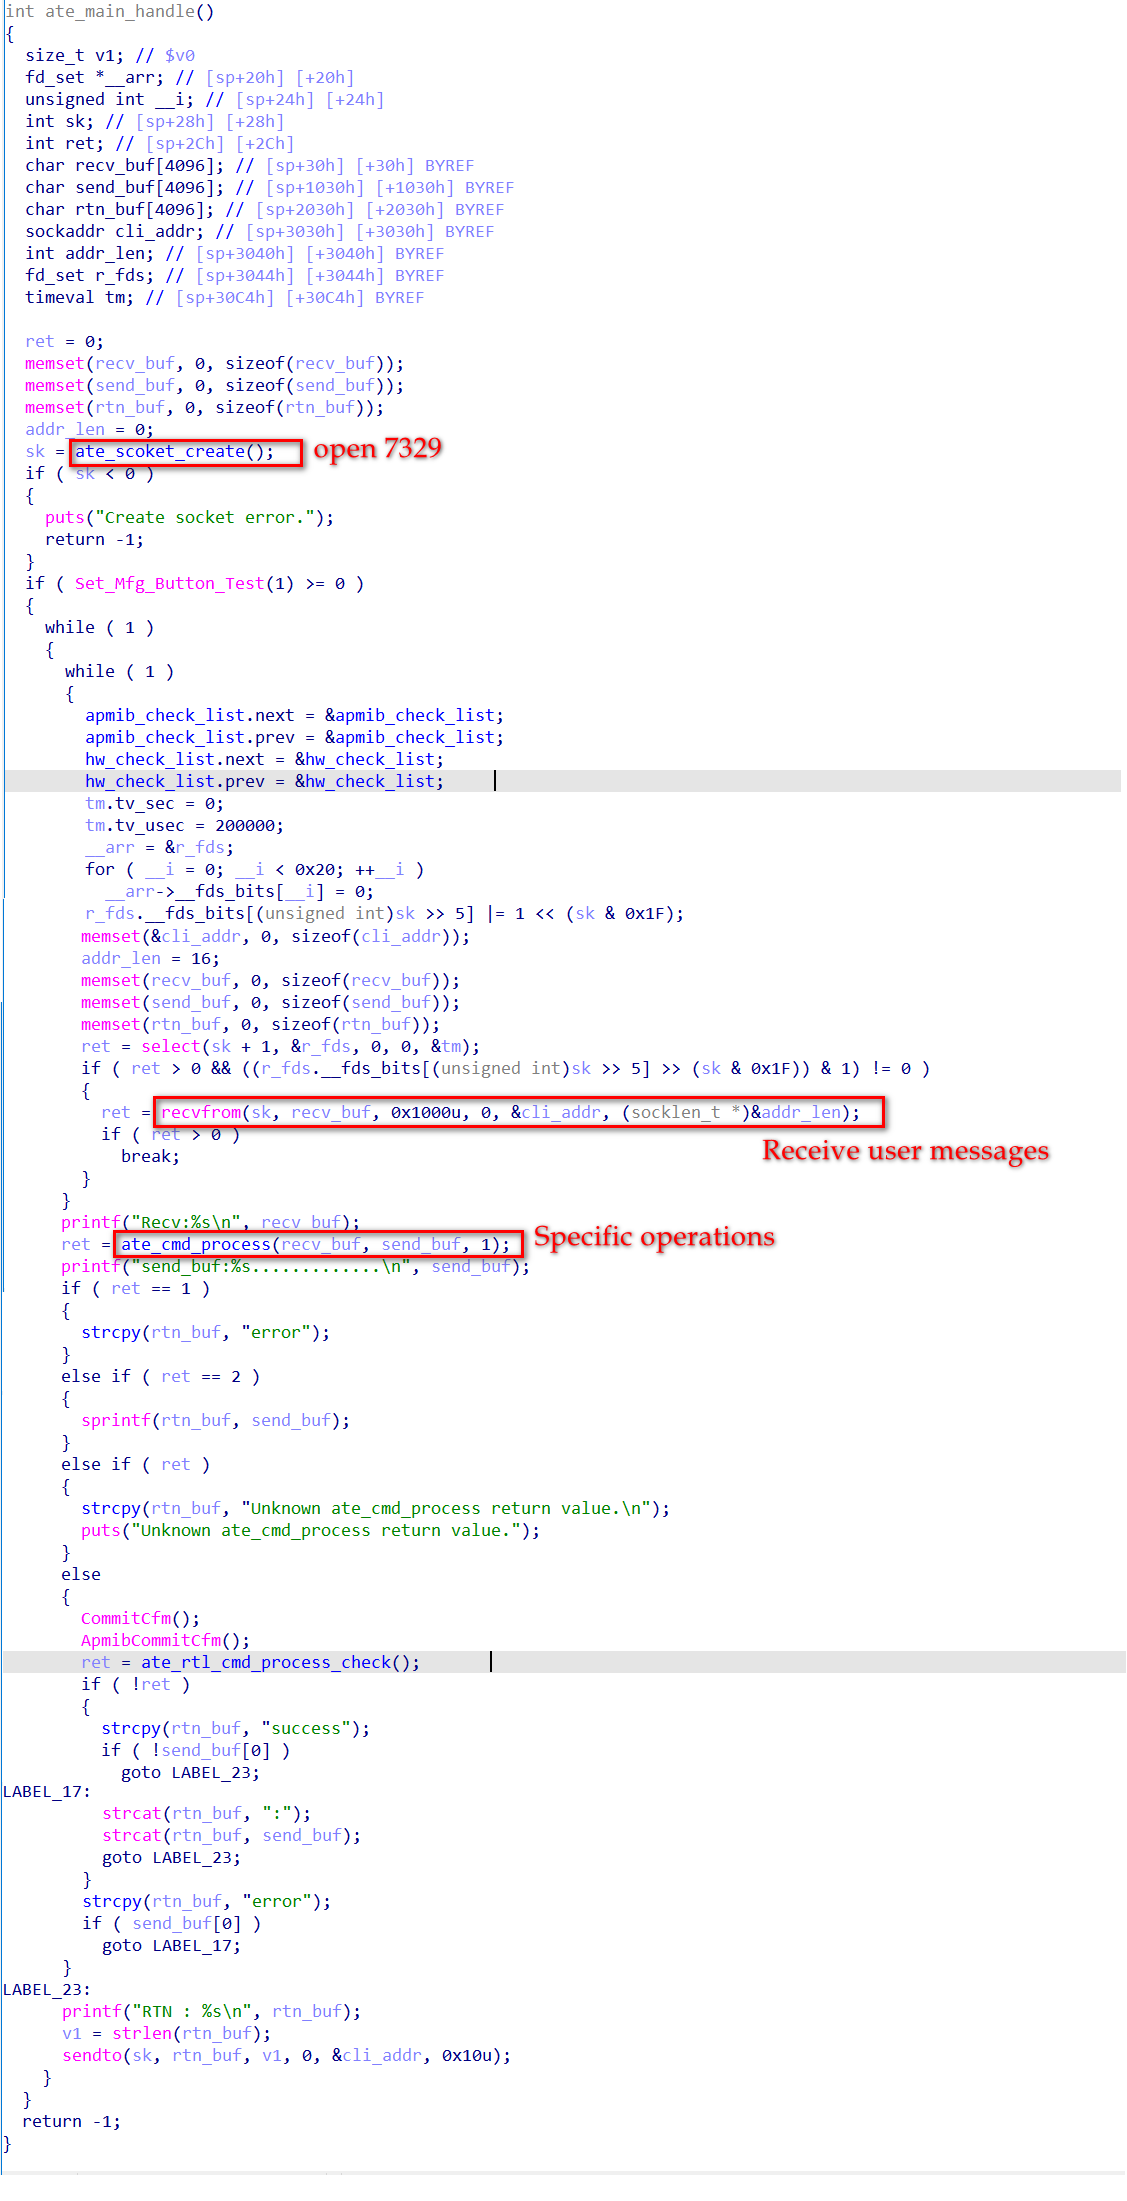 int ate_main_handle()
{
size_t v1; // $v0
fd_set *__arr; // [sp+20h] [+20h]
unsigned int __i; // [sp+24h] [+24h]
int sk; // [sp+28h] [+28h]
int ret; // [sp+2Ch] [+2Ch]
char recv_buf[4096]; // [sp+30h] [+30h] BYREF
char send_buf[4096]; // [sp+1030h] [+1030h] BYREF
char rtn_buf[4096]; // [sp+2030h] [+2030h] BYREF
sockaddr cli_addr; // [sp+3030h] [+3030h] BYREF
int addr_len; // [sp+3040h] [+3040h] BYREF
fd_set r_fds; // [sp+3044h] [+3044h] BYREF
timeval tm; // [sp+30C4h] [+30C4h] BYREF
ret = 0;
memset(recv_buf, 0, sizeof(recv_buf));
memset(send_buf, 0, sizeof(send_buf));
memset(rtn_buf, 0, sizeof(rtn_buf));
addr_len = 0;
sk = ate_scoket_create(); open 7329
if ( sk < 0 )
{
puts("Create socket error.");
return -1;
}
if ( Set_Mfg_Button_Test(1) >= 0 )
{
while ( 1 )
{
while ( 1 )
{
apmib_check_list.next = &apmib_check_list;
apmib_check_list.prev = &apmib_check_list;
hw_check_list.next = &hw_check_list;
hw_check_list.prev = &hw_check_list;
tm.tv_sec = 0;
tm.tv_usec = 200000;
__arr = &r_fds;
for ( __i = 0; __i < 0x20; ++__i )
__arr->__fds_bits[__i] = 0;
r_fds.__fds_bits[(unsigned int)sk >> 5] |= 1 << (sk & 0x1F);
memset(&cli_addr, 0, sizeof(cli_addr));
addr_len = 16;
memset(recv_buf, 0, sizeof(recv_buf));
memset(send_buf, 0, sizeof(send_buf));
memset(rtn_buf, 0, sizeof(rtn_buf));
ret = select(sk + 1, &r_fds, 0, 0, &tm);
if ( ret > 0 && ((r_fds.__fds_bits[(unsigned int)sk >> 5] >> (sk & 0x1F)) & 1) != 0 )
{
ret = recvfrom(sk, recv_buf, 0x1000u, 0, &cli_addr, (socklen_t *)&addr_len);
if ( ret > 0 )
Receive user messages
break;
}
}
printf("Recv:%s\n", recv_buf);
ret = ate_cmd_process(recv_buf, send_buf, 1); Specific operations
printf("send_buf:%s.............\n", send_buf);
if ( ret == 1 )
{
strcpy(rtn_buf, "error");
}
else if ( ret == 2 )
{
sprintf(rtn_buf, send_buf);
}
else if ( ret )
{
strcpy(rtn_buf, "Unknown ate_cmd_process return value.\n");
puts("Unknown ate_cmd_process return value.");
}
else
{
CommitCfm();
ApmibCommitCfm();
ret = ate_rtl_cmd_process_check();
if ( !ret )
{
strcpy(rtn_buf, "success");
if ( !send_buf[0] )
goto LABEL_23;
LABEL_17:
strcat(rtn_buf, ":");
strcat(rtn_buf, send_buf);
goto LABEL_23;
}
strcpy(rtn_buf, "error");
if ( send_buf[0] )
goto LABEL_17;
}
LABEL_23:
printf("RTN : %s\n", rtn_buf);
v1 = strlen(rtn_buf);
sendto(sk, rtn_buf, v1, 0, &cli_addr, 0x10u);
}
}
return -1;
}